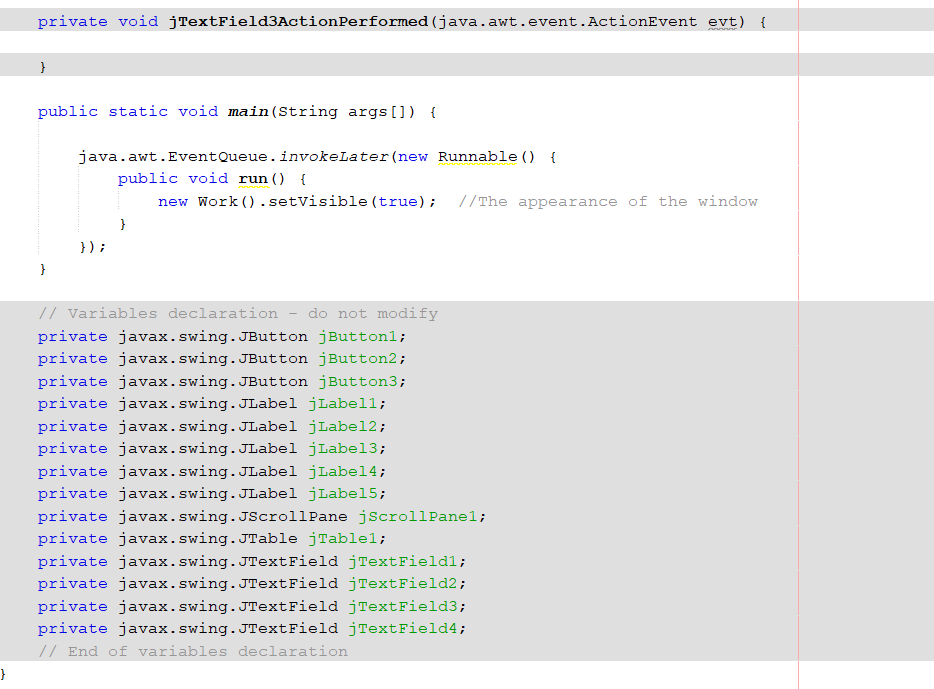 private void jTextField3ActionPerformed(java.awt.event.ActionEvent evt) {
}
public static void main(String args[]) {
java.awt.EventQueue.invokeLater(new Runnable() {
public void run() {
new Work().setVisible(true);  //The appearance of the window
}
});
}
// Variables declaration - do not modify
private javax.swing.JButton jButton1;
private javax.swing.JButton jButton2;
private javax.swing.JButton jButton3;
private javax.swing.JLabel jLabel1;
private javax.swing.JLabel jLabel2;
private javax.swing.JLabel jLabel3;
private javax.swing.JLabel jLabel4;
private javax.swing.JLabel jLabel5;
private javax.swing.JScrollPane jScrollPane1;
private javax.swing.JTable jTable1;
private javax.swing.JTextField jTextField1;
private javax.swing.JTextField jTextField2;
private javax.swing.JTextField jTextField3;
private javax.swing.JTextField jTextField4;
// End of variables declaration
}